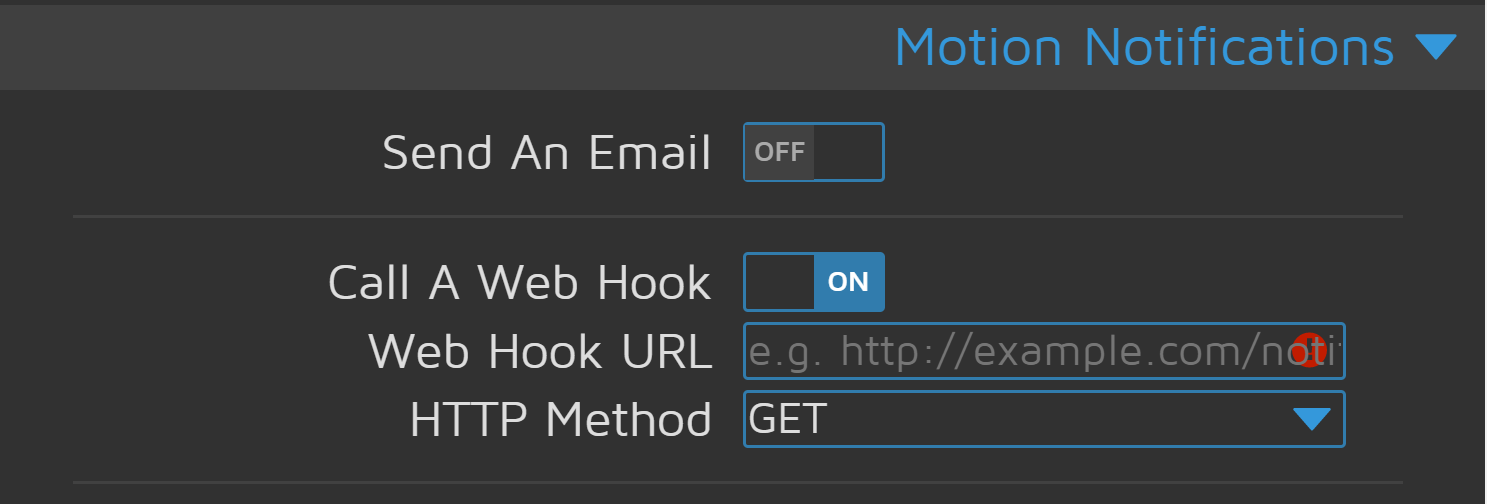 Motion Notifications
Send An Email OFF
Call A Web Hook ON
Web Hook URL e.g. http://example.com/noti
HTTP Method GET